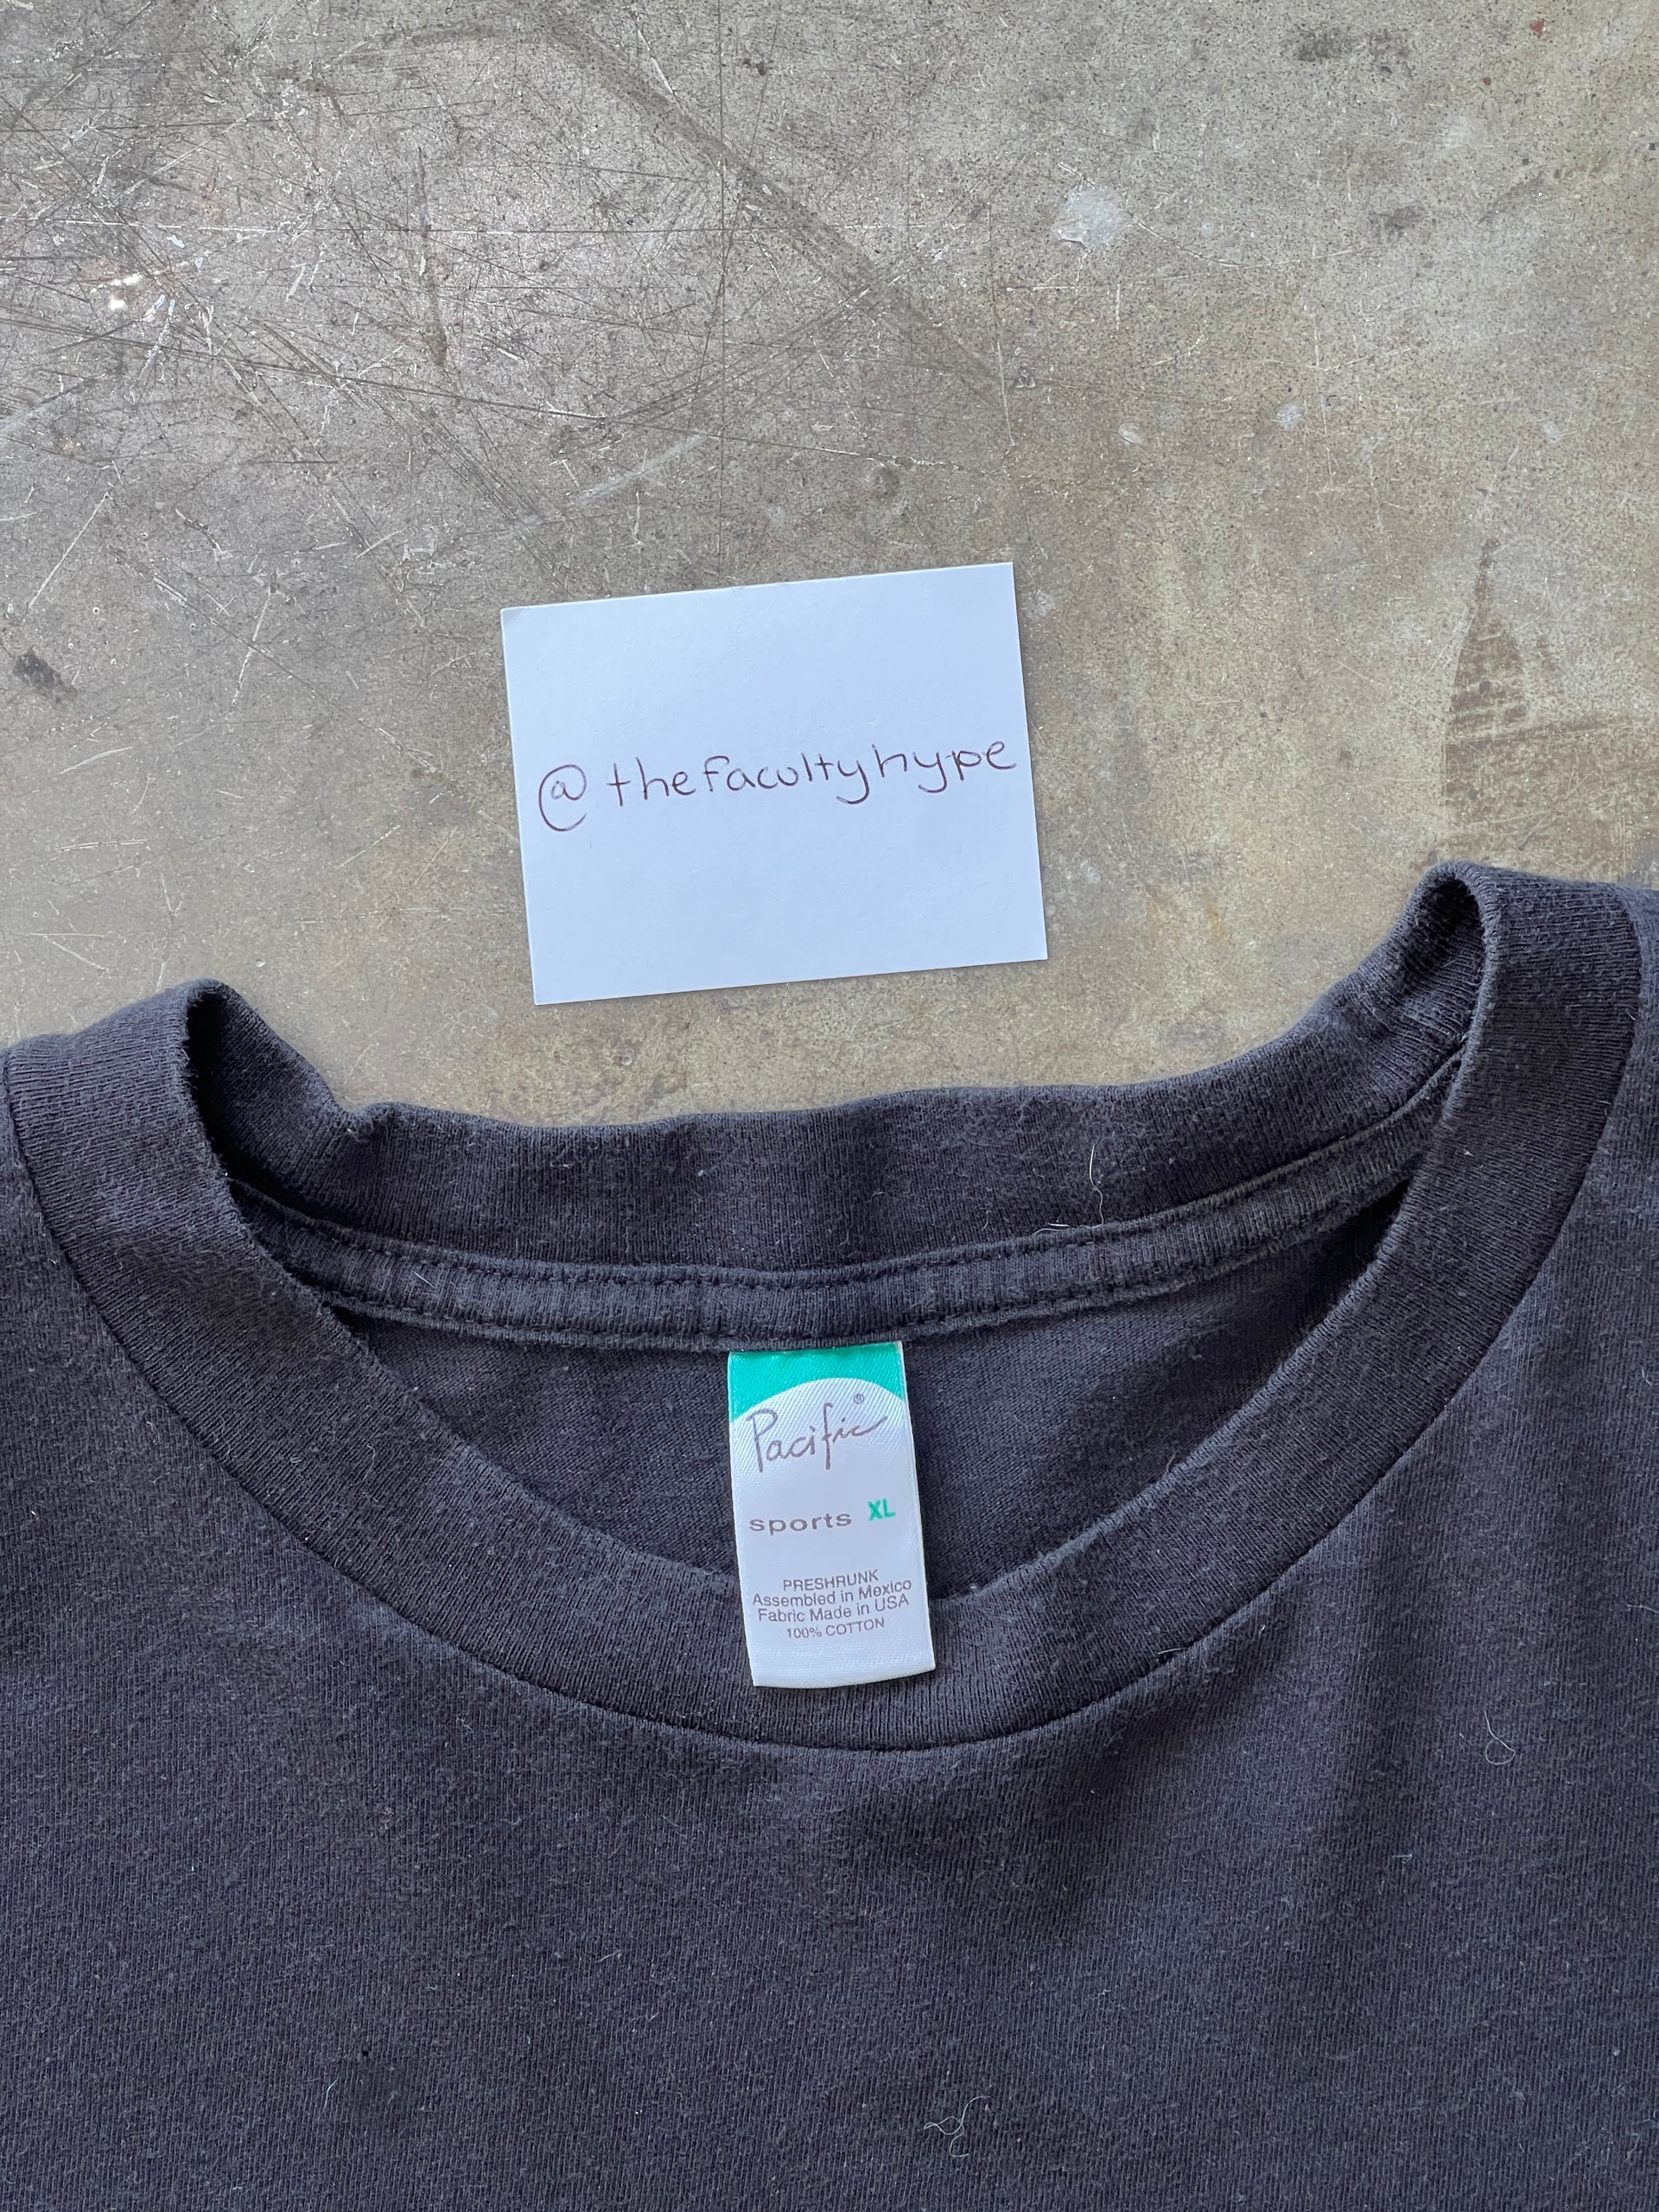 @thefacultyhype
Pacific®
sports XL
PRESHRUNK
Assembled in Mexico
Fabric Made in USA
100% COTTON